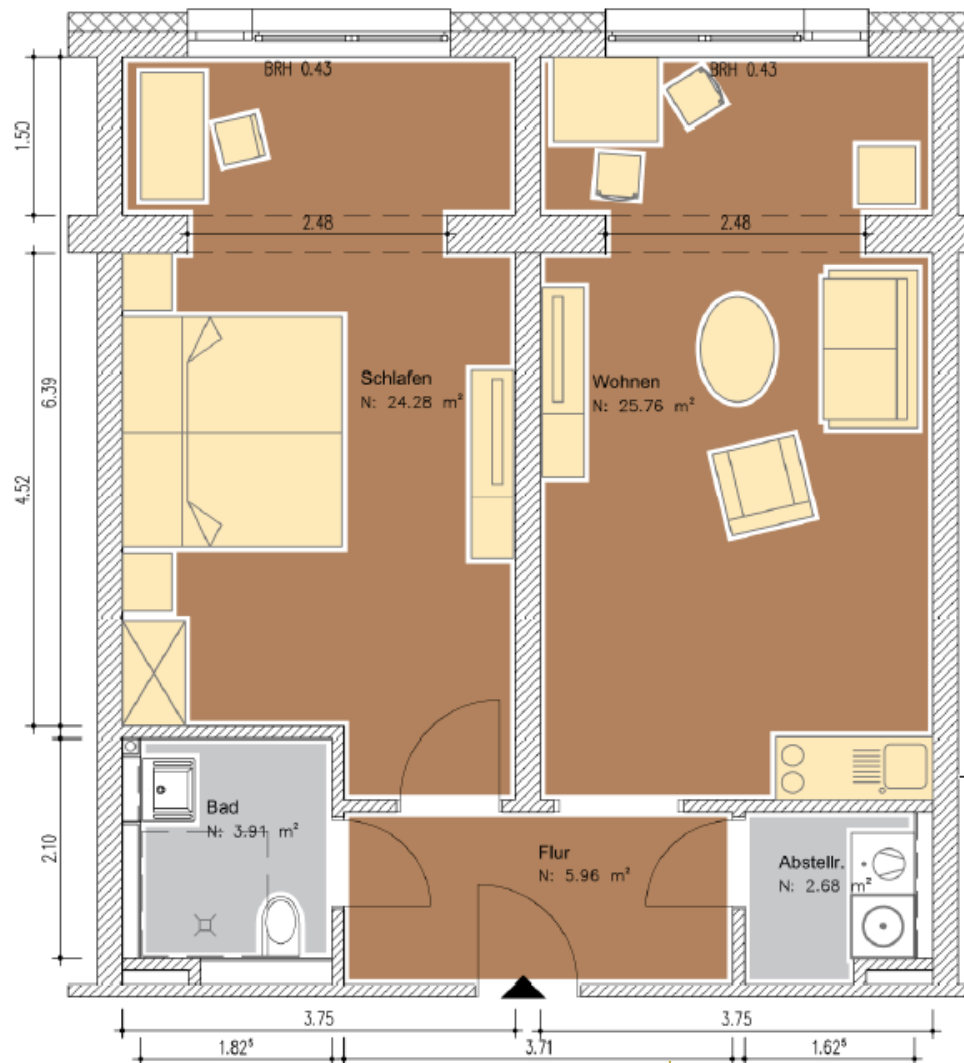 BRH 0.43
BRH 0.43
1.50
2.48
2.48
6.39
Schlafen
N: 24.28 m²
Wohnen
N: 25.76 m²
4.52
2.10
Bad
N: 3.91 m²
Flur
N: 5.96 m²
Abstellr.
N: 2.68 m²
3.75
3.75
1.82⁵
3.71
1.62⁵